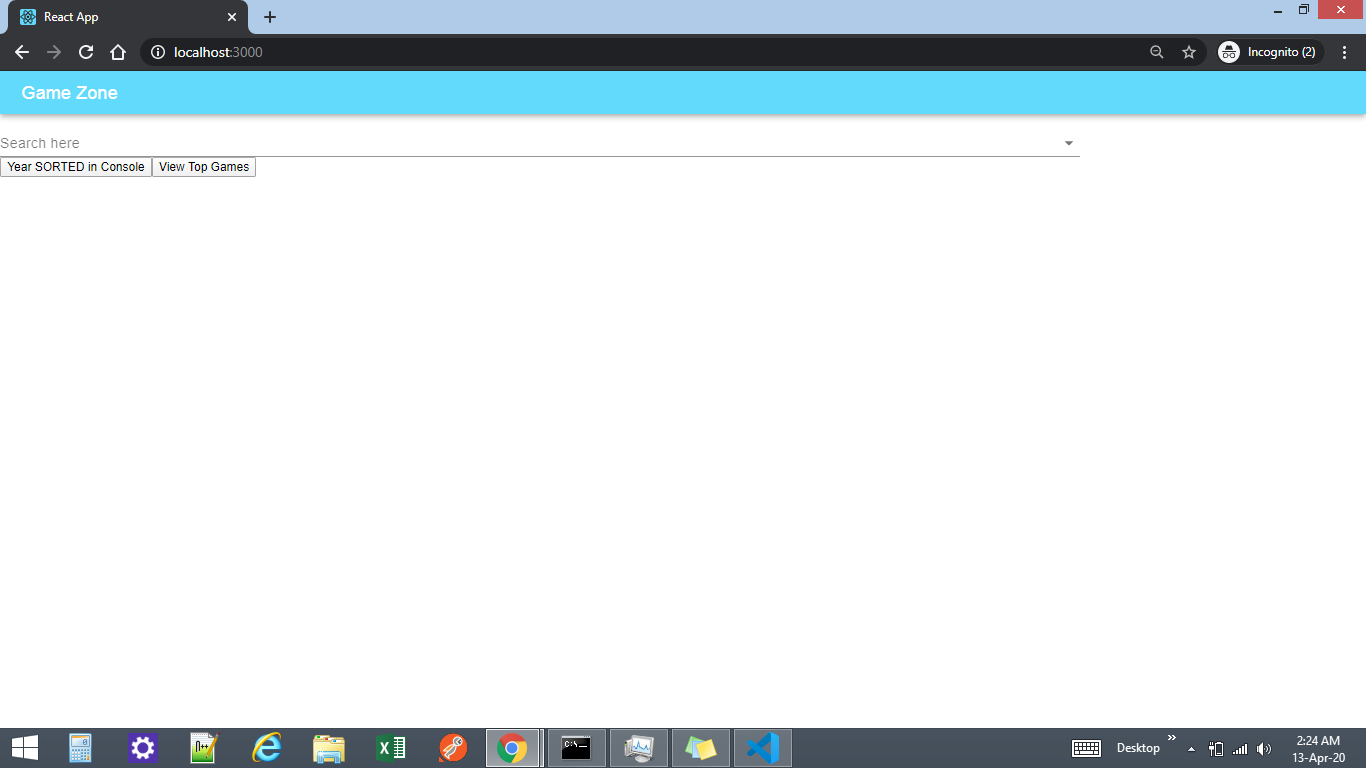 React App
localhost:3000
Incognito (2)
Game Zone
Search here
Year SORTED in Console View Top Games
N++
X
C:\_
Desktop
2:24 AM
13-Apr-20